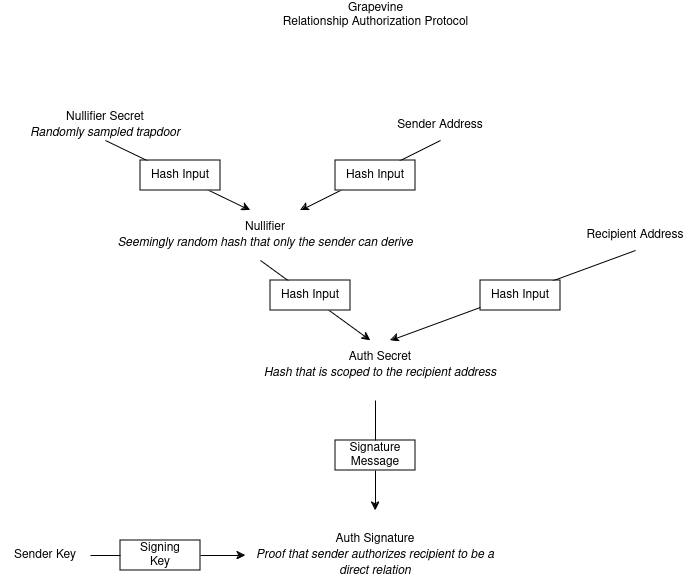 Grapevine
Relationship Authorization Protocol
Nullifier Secret
Randomly sampled trapdoor
Sender Address
Hash Input
Hash Input
Nullifier
Seemingly random hash that only the sender can derive
Recipient Address
Hash Input
Hash Input
Auth Secret
Hash that is scoped to the recipient address
Signature
Message
Auth Signature
Proof that sender authorizes recipient to be a
direct relation
Sender Key
Signing
Key